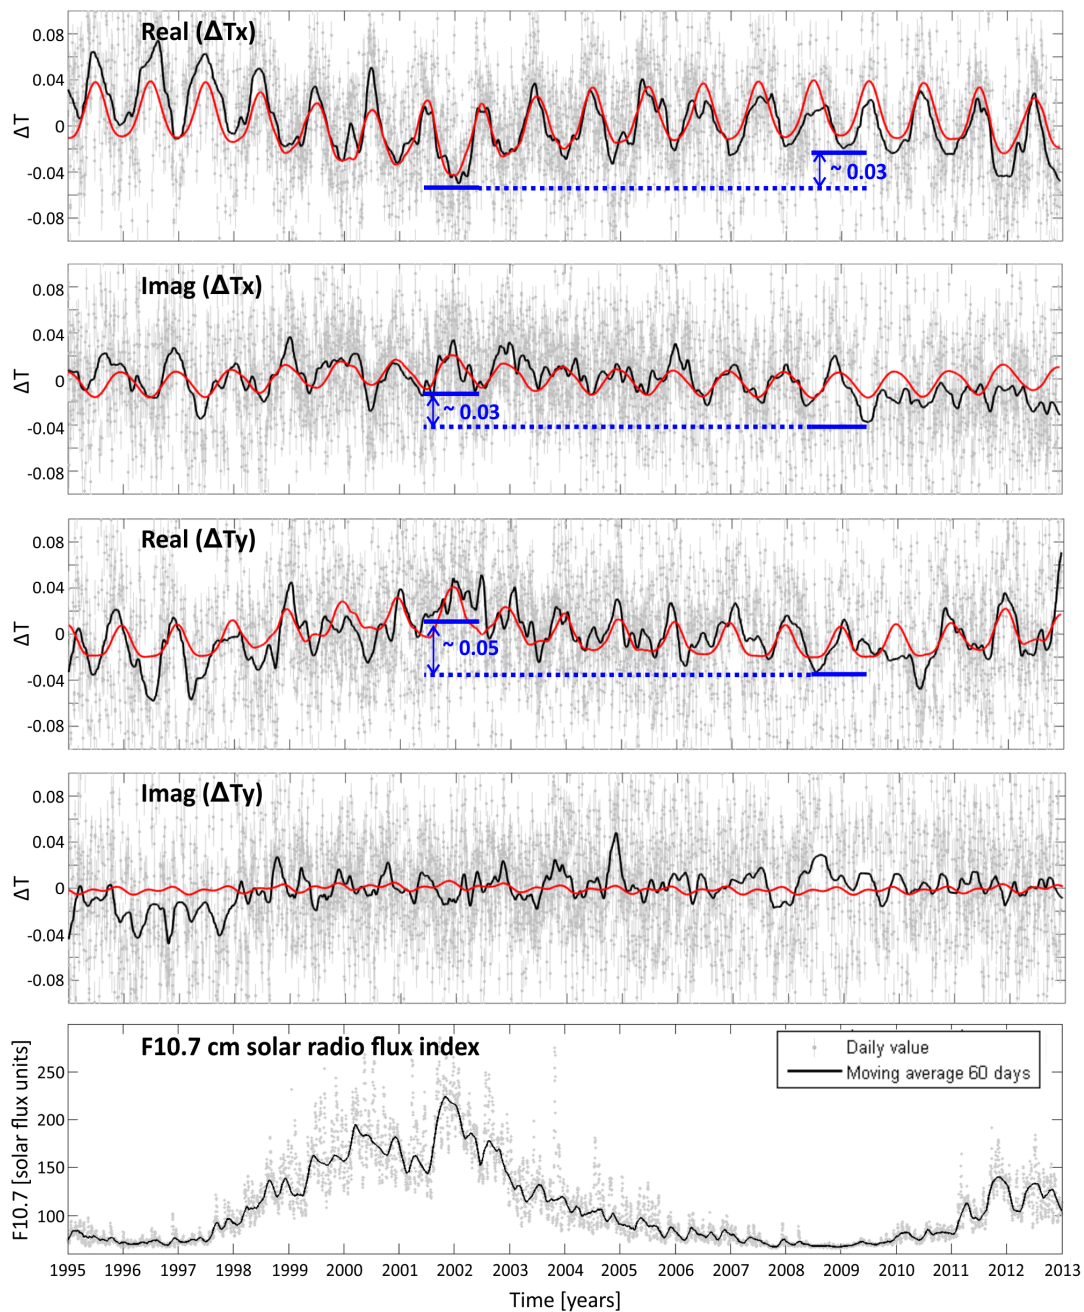 Real (ΔTx)
0.08
0.04
0
-0.04
-0.08
ΔT
~ 0.03
Imag (ΔTx)
0.08
0.04
0
-0.04
-0.08
ΔT
~ 0.03
Real (ΔTy)
0.08
0.04
0
-0.04
-0.08
ΔT
~ 0.05
Imag (ΔTy)
0.08
0.04
0
-0.04
-0.08
ΔT
F10.7 cm solar radio flux index
Daily value
Moving average 60 days
250
200
150
100
F10.7 [solar flux units]
1995 1996 1997 1998 1999 2000 2001 2002 2003 2004 2005 2006 2007 2008 2009 2010 2011 2012 2013
Time [years]